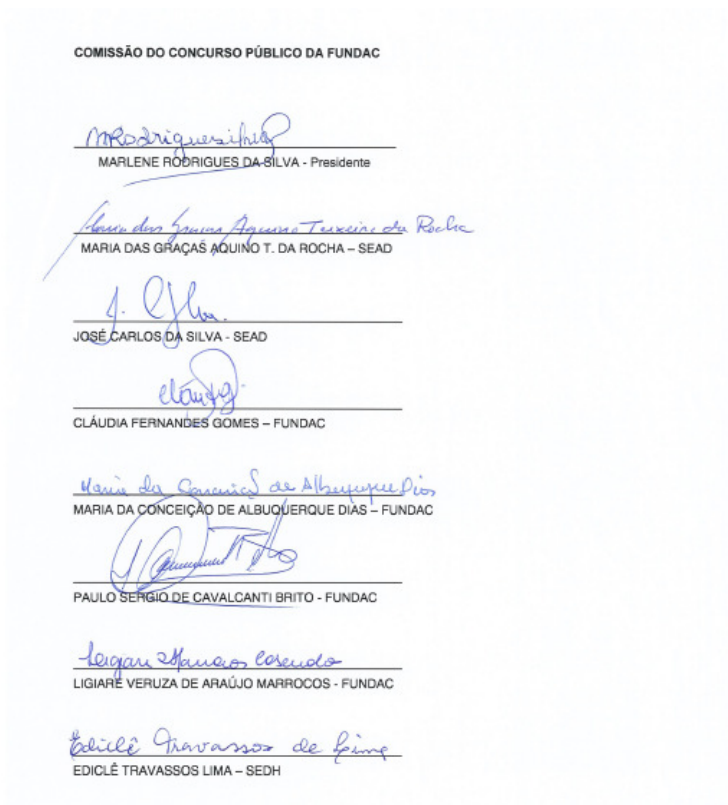 COMISSÃO DO CONCURSO PÚBLICO DA FUNDAC
MARLENE RODRIGUES DA SILVA - Presidente
Maria das Graças Aquino Teixeira da Rocha
MARIA DAS GRAÇAS AQUINO T. DA ROCHA – SEAD
JOSÉ CARLOS DA SILVA - SEAD
CLÁUDIA FERNANDES GOMES – FUNDAC
Maria da de Albuquerque Dias
MARIA DA CONCEIÇÃO DE ALBUQUERQUE DIAS – FUNDAC
PAULO SERGIO DE CAVALCANTI BRITO - FUNDAC
LIGIARE VERUZA DE ARAÚJO MARROCOS - FUNDAC
Ediclê Travassos de Lima
EDICLÊ TRAVASSOS LIMA – SEDH